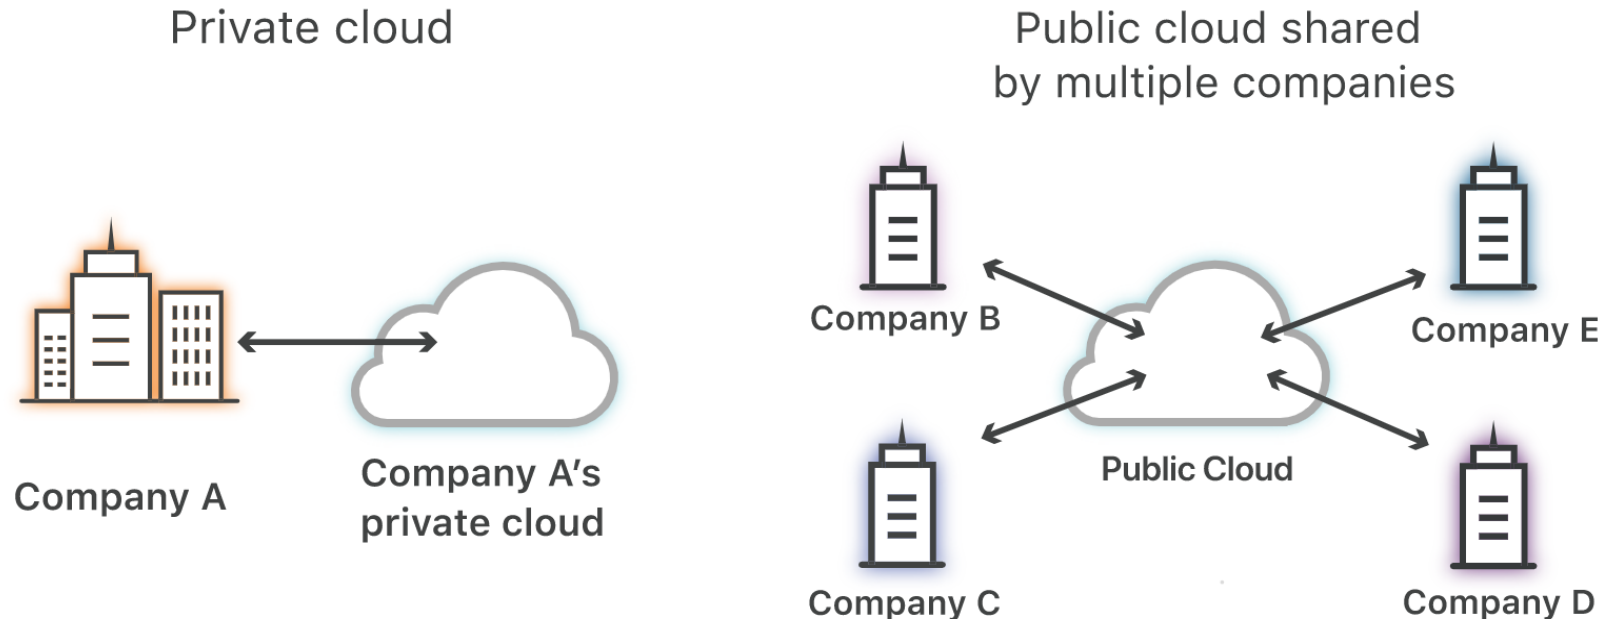 Private cloud
Company A
Company A's
private cloud
Public cloud shared
by multiple companies
Company B
Company E
Public Cloud
Company C
Company D